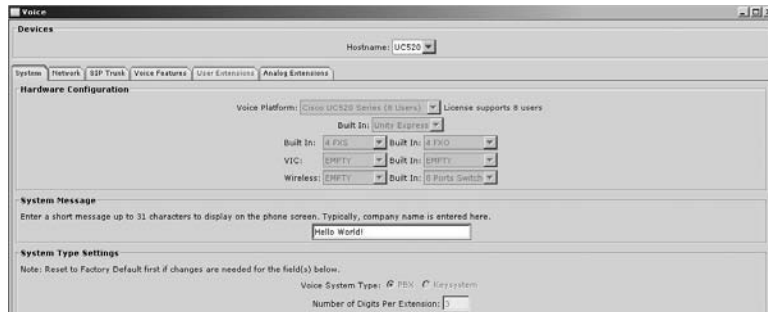 Voice
Devices
Hostname: UC520
System Network SIP Trunk Voice Features User Extensions Analog Extensions
Hardware Configuration
Voice Platform: Cisco UC520 Series (8 Users) License supports 8 users
Built In: Unity Express
Built In: 4 FXS Built In: 4 FXO
VIC: EMPTY Built In: EMPTY
Wireless: EMPTY Built In: 8 Ports Switch
System Message
Enter a short message up to 31 characters to display on the phone screen. Typically, company name is entered here.
Hello World!
System Type Settings
Note: Reset to Factory Default first if changes are needed for the field(s) below.
Voice System Type: PBX Keysystem
Number of Digits Per Extension: 3